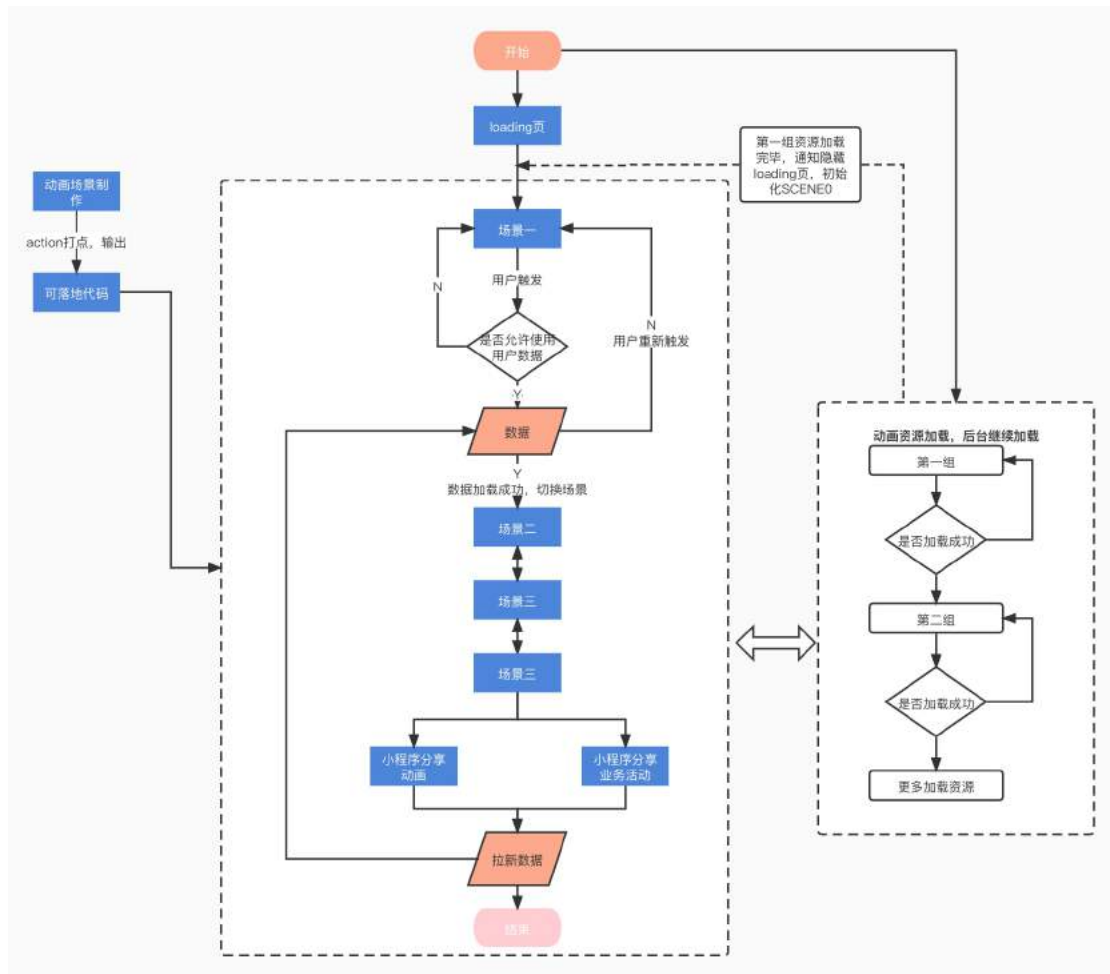 开始
loading页
第一组资源加载
完毕，通知隐藏
loading页，初始
化SCENE0
动画场景制
作
action打点，输出
可落地代码
场景一
N
用户触发
是否允许使用
用户数据
N
用户重新触发
Y
数据
Y
数据加载成功，切换场景
场景二
场景三
场景三
小程序分享
动画
小程序分享
业务活动
拉新数据
结束
动画资源加载，后台继续加载
第一组
是否加载成功
第二组
是否加载成功
更多加载资源